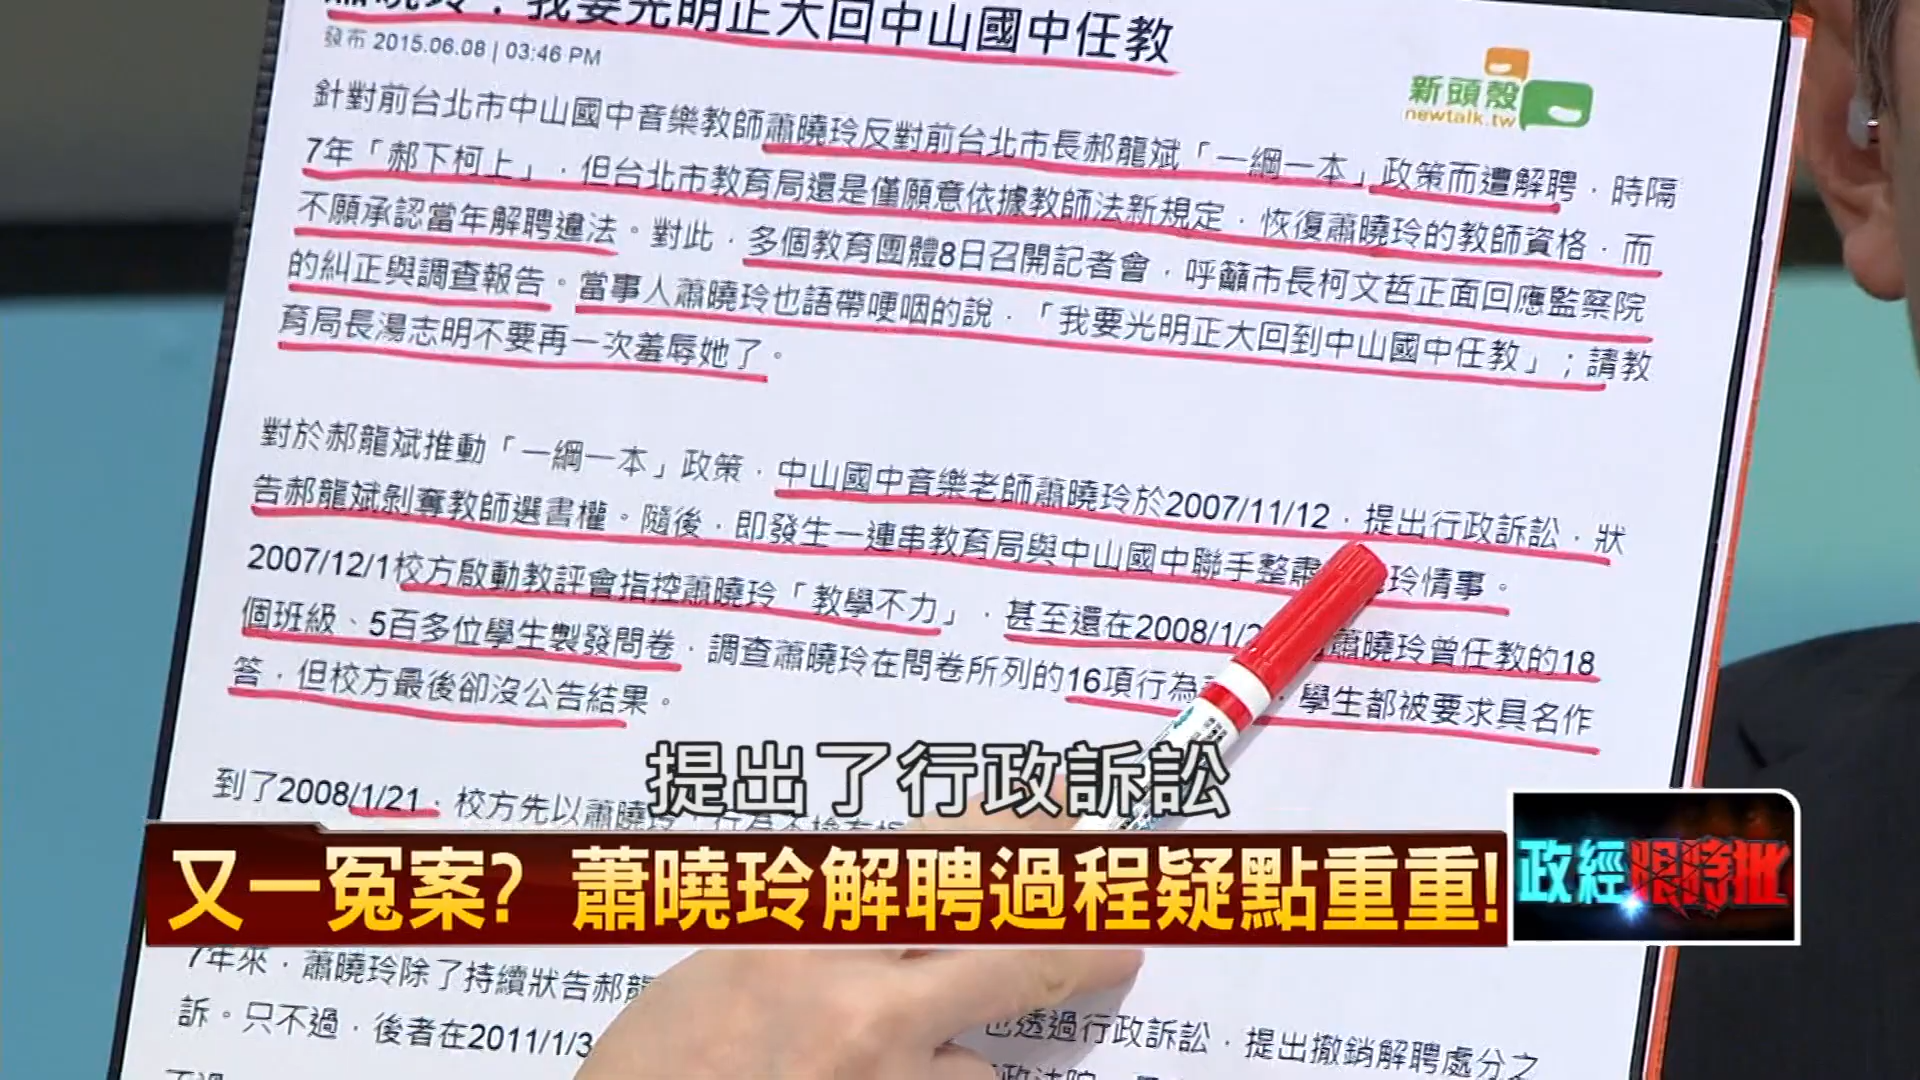 我要光明正大回中山國中任教
發布 2015.06.08 | 03:46 PM
新頭殼
newtalk.tw
針對前台北市中山國中音樂教師蕭曉玲反對前台北市長郝龍斌「一綱一本」政策而遭解聘，時隔
7年「郝下柯上」，但台北市教育局還是僅願意依據教師法新規定，恢復蕭曉玲的教師資格，而
不願承認當年解聘違法。對此，多個教育團體8日召開記者會，呼籲市長柯文哲正面回應監察院
的糾正與調查報告。當事人蕭曉玲也語帶哽咽的說，「我要光明正大回到中山國中任教」；請教
育局長湯志明不要再一次羞辱她了。
對於郝龍斌推動「一綱一本」政策，中山國中音樂老師蕭曉玲於2007/11/12，提出行政訴訟，狀
告郝龍斌剝奪教師選書權。隨後，即發生一連串教育局與中山國中聯手整肅 玲情事。
2007/12/1校方啟動教評會指控蕭曉玲「教學不力」，甚至還在2008/1/2 蕭曉玲曾任教的18
個班級、5百多位學生製發問卷，調查蕭曉玲在問卷所列的16項行為 ，學生都被要求具名作
答，但校方最後卻沒公告結果。
到了2008/1/21，校方先以蕭曉玲
提出了行政訴訟
又一冤案? 蕭曉玲解聘過程疑點重重!
政經
7年來，蕭曉玲除了持續狀告郝龍
訴。只不過，後者在2011/1/3 也透過行政訴訟，提出撤銷解聘處分之